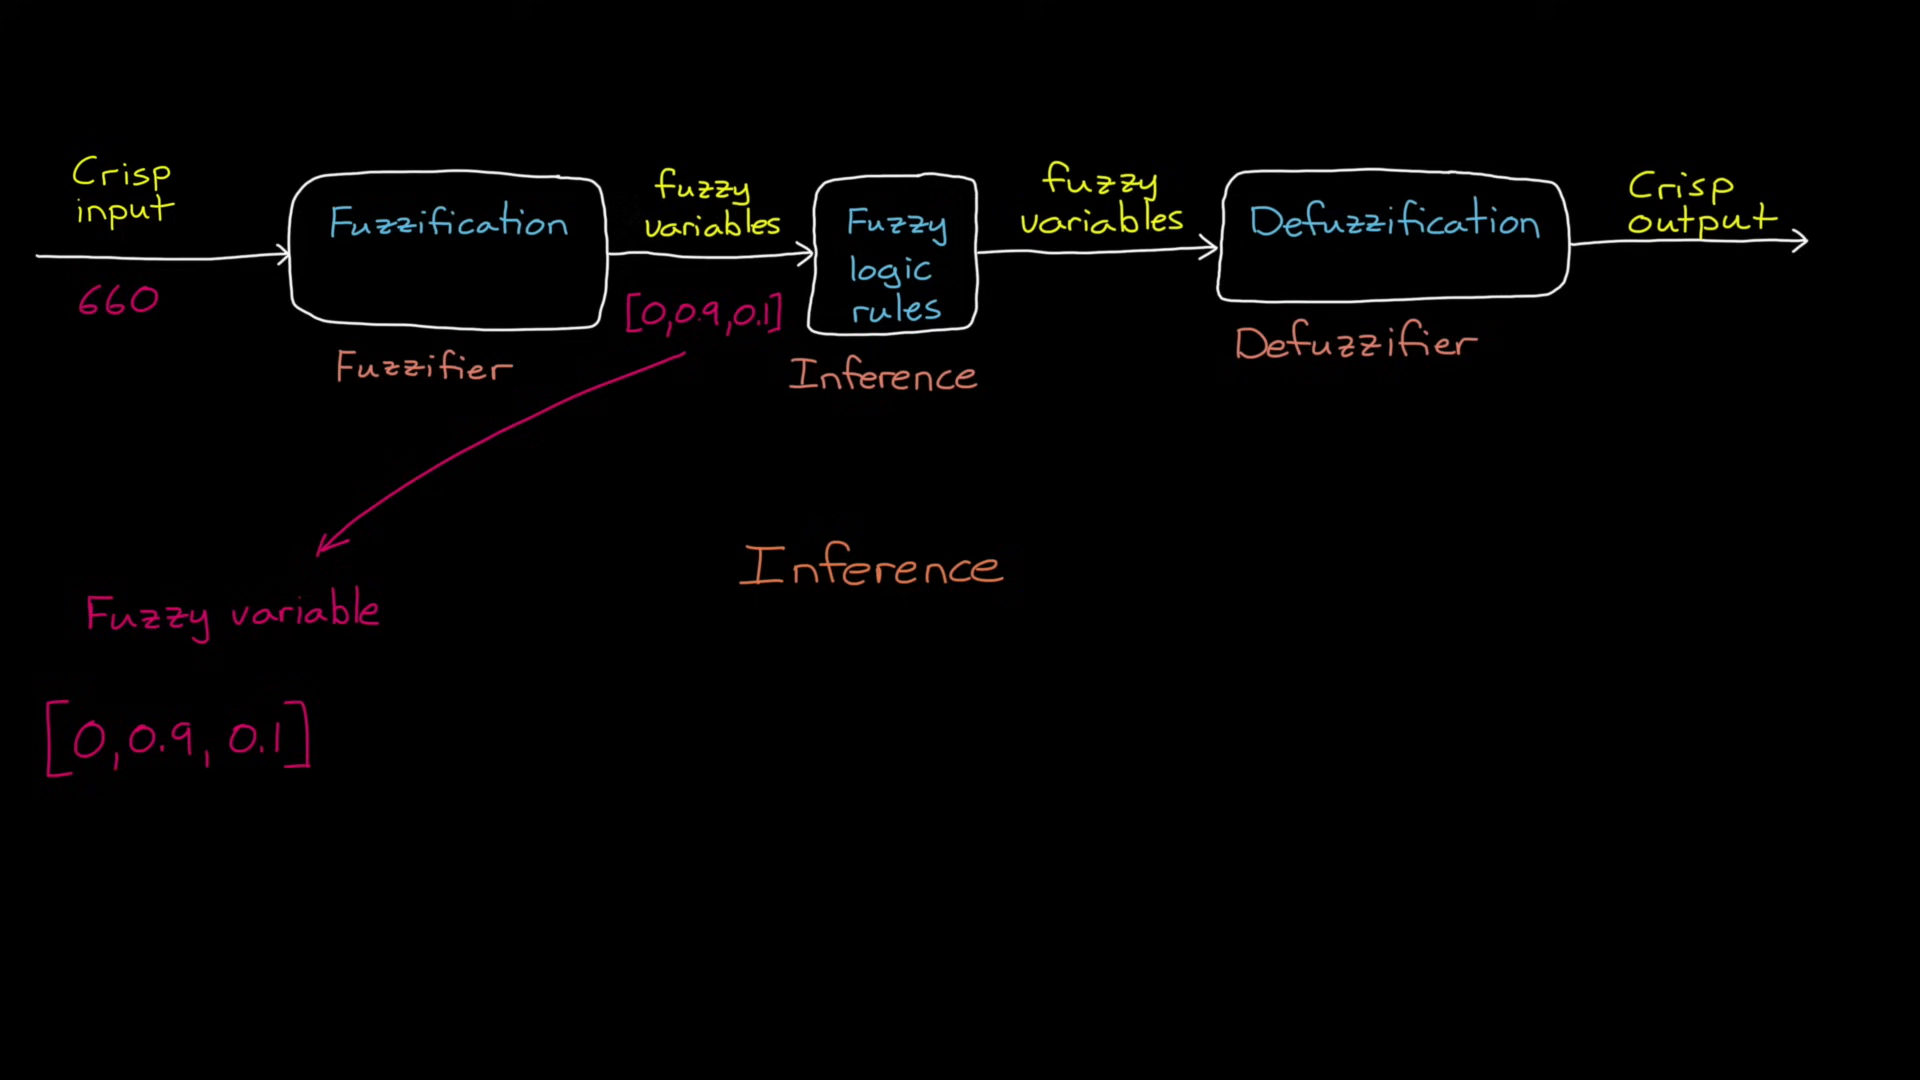 Crisp
input
660
Fuzzification
Fuzzifier
fuzzy
variables
[0,0.9,0.1]
Fuzzy
logic
rules
Inference
fuzzy
variables
Defuzzification
Defuzzifier
Crisp
output
Inference
Fuzzy variable
[0,0.9, 0.1]